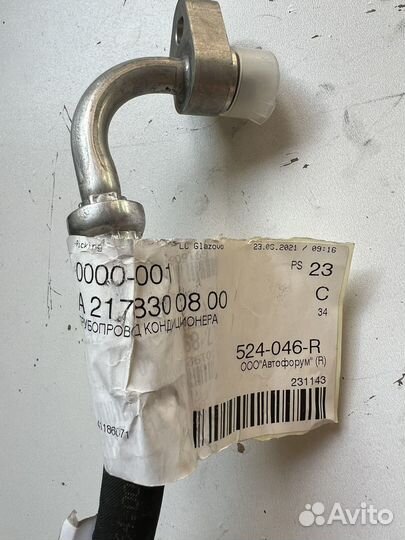 LC Glazovo
23.06.2021 / 09:16
0000-001
PS 23
A 217 830 08 00
C
ТРУБОПРОВОД КОНДИЦИОНЕРА
34
524-046-R
ООО"Автофорум" (R)
231143
Avito